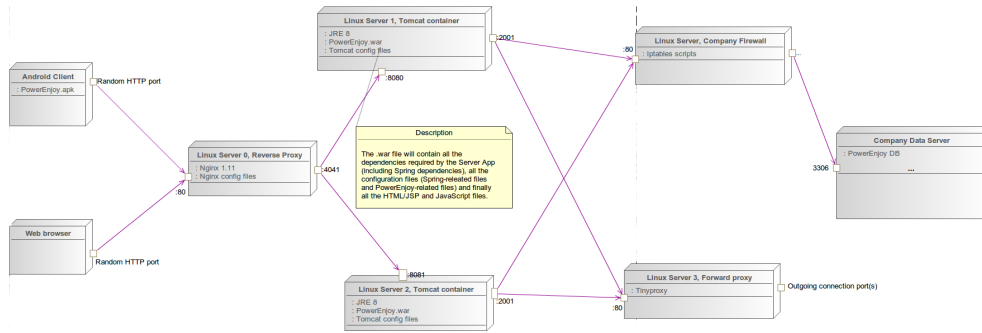 Linux Server 1, Tomcat container
: JRE 8
: PowerEnjoy.war
: Tomcat config files
:2001
:8080
Linux Server, Company Firewall
: Iptables scripts
:80
...
Android Client
: PowerEnjoy.apk
Random HTTP port
Linux Server 0, Reverse Proxy
: Nginx 1.11
: Nginx config files
:80
:4041
Description
The .war file will contain all the
dependencies required by the Server App
(including Spring dependencies), all the
configuration files (Spring-releated files
and PowerEnjoy-related files) and finally
all the HTML/JSP and JavaScript files.
Company Data Server
: PowerEnjoy DB
...
3306
Web browser
Random HTTP port
:8081
Linux Server 2, Tomcat container
: JRE 8
: PowerEnjoy.war
: Tomcat config files
:2001
Linux Server 3, Forward proxy
: Tinyproxy
:80
Outgoing connection port(s)